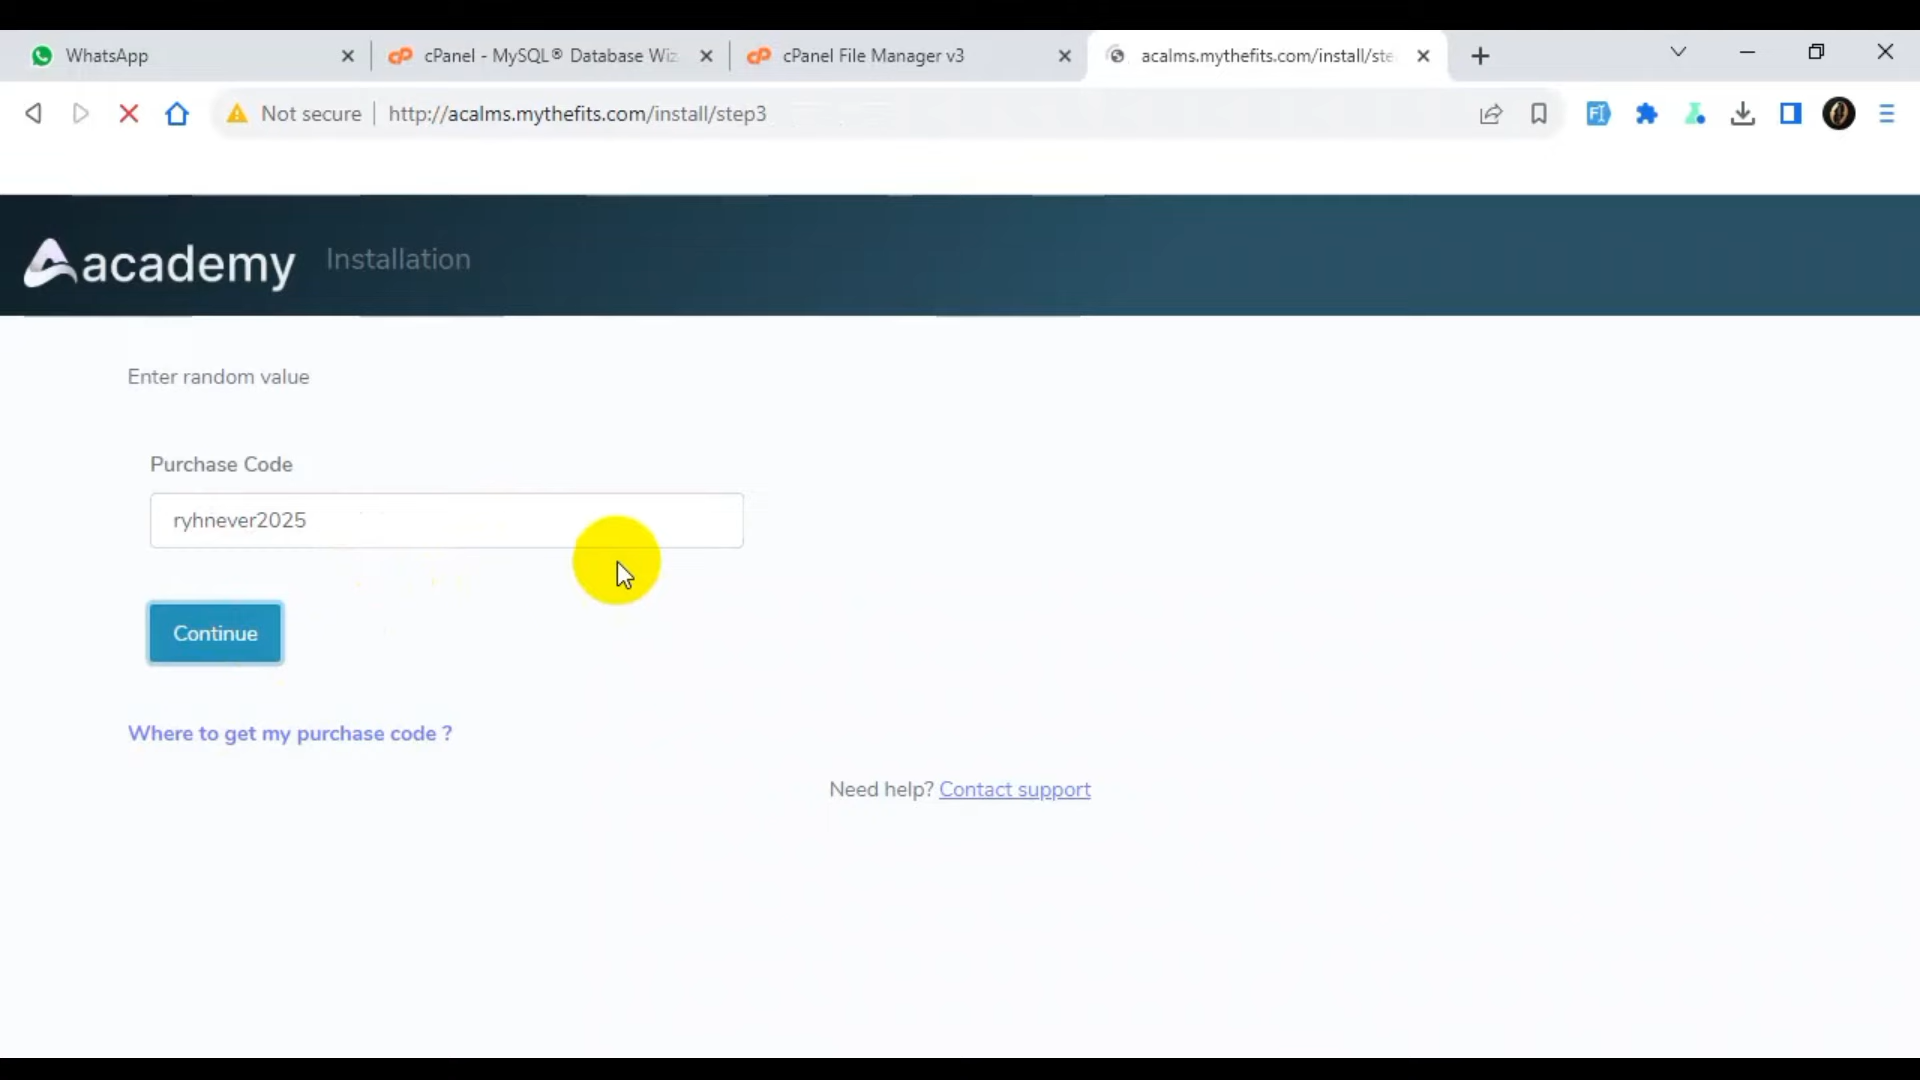 WhatsApp
cPanel - MySQL® Database Wiz
cPanel File Manager v3
acalms.mythefits.com/install/ste
Not secure
http://acalms.mythefits.com/install/step3
academy
Installation
Enter random value
Purchase Code
ryhnever2025
Continue
Where to get my purchase code ?
Need help? Contact support